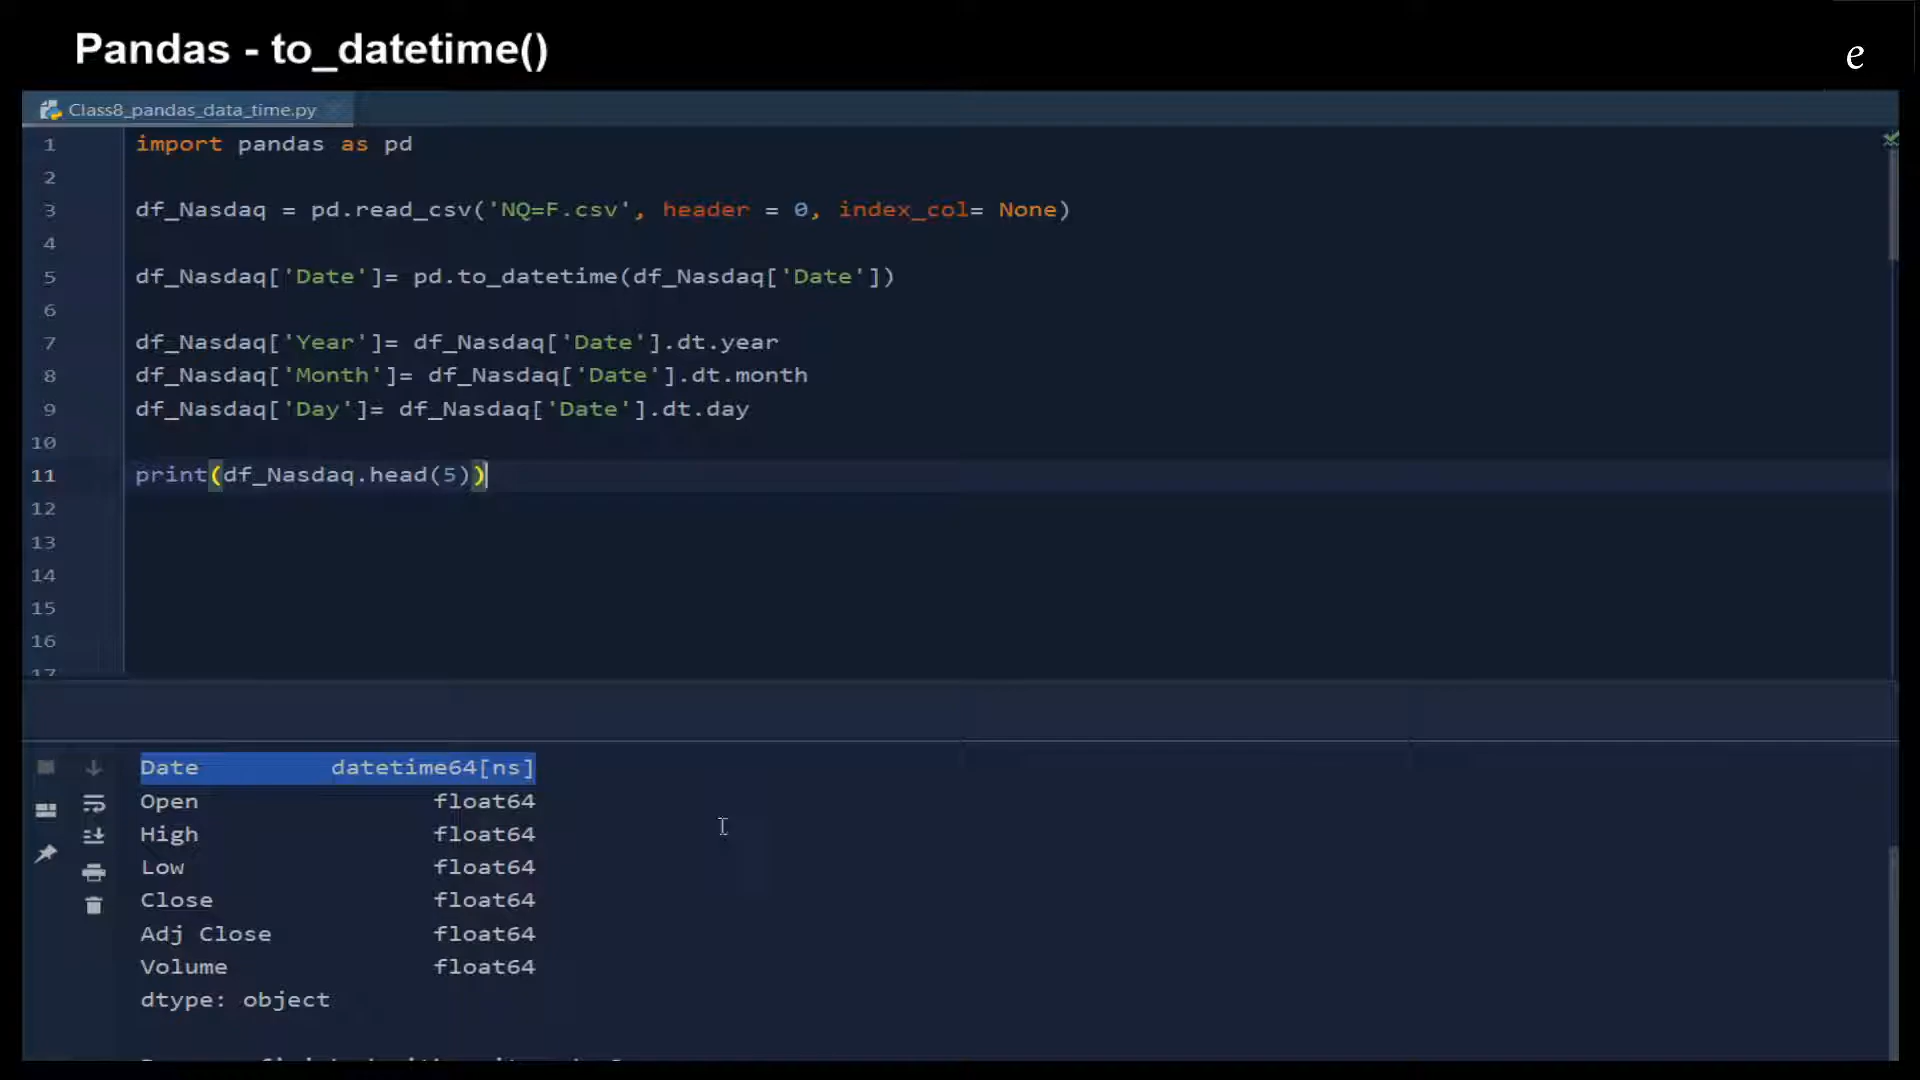 Pandas - to_datetime()
e
Class8_pandas_data_time.py
1 import pandas as pd
2
3 df_Nasdaq = pd.read_csv('NQ=F.csv', header = 0, index_col= None)
4
5 df_Nasdaq['Date']= pd.to_datetime(df_Nasdaq['Date'])
6
7 df_Nasdaq['Year']= df_Nasdaq['Date'].dt.year
8 df_Nasdaq['Month']= df_Nasdaq['Date'].dt.month
9 df_Nasdaq['Day']= df_Nasdaq['Date'].dt.day
10
11 print(df_Nasdaq.head(5))
12
13
14
15
16
17
Date datetime64[ns]
Open float64
High float64
Low float64
Close float64
Adj Close float64
Volume float64
dtype: object